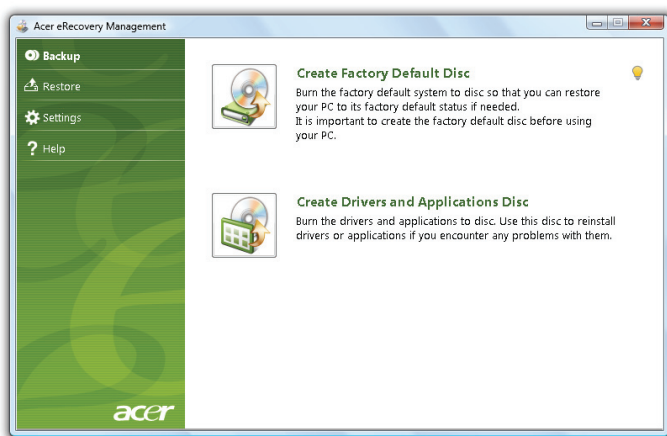 Acer eRecovery Management
Backup
Restore
Settings
Help
Create Factory Default Disc
Burn the factory default system to disc so that you can restore
your PC to its factory default status if needed.
It is important to create the factory default disc before using
your PC.
Create Drivers and Applications Disc
Burn the drivers and applications to disc. Use this disc to reinstall
drivers or applications if you encounter any problems with them.
acer